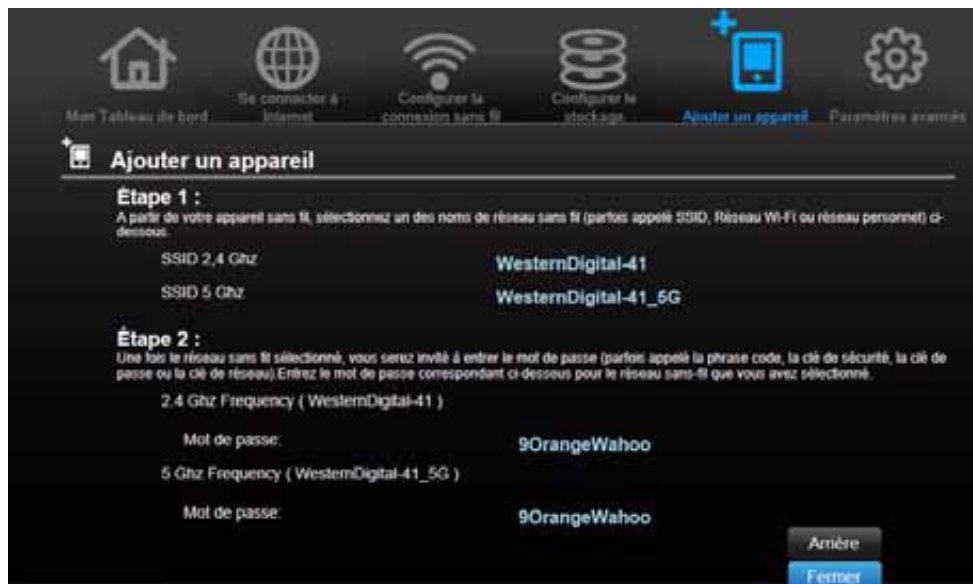 Mon Tableau de bord
Se connecter à
Internet
Configurer la
connexion sans fil
Configurer le
stockage
Ajouter un appareil
Paramètres avancés
Ajouter un appareil
Étape 1 :
A partir de votre appareil sans fil, sélectionnez un des noms de réseau sans fil (parfois appelé SSID, Réseau Wi-Fi ou réseau personnel) ci-
dessous.
SSID 2,4 Ghz
WesternDigital-41
SSID 5 Ghz
WesternDigital-41_5G
Étape 2 :
Une fois le réseau sans fil sélectionné, vous serez invité à entrer le mot de passe (parfois appelé la phrase code, la clé de sécurité, la clé de
passe ou la clé de réseau).Entrez le mot de passe correspondant ci-dessous pour le réseau sans-fil que vous avez sélectionné.
2.4 Ghz Frequency ( WesternDigital-41 )
Mot de passe:
9OrangeWahoo
5 Ghz Frequency ( WesternDigital-41_5G )
Mot de passe:
9OrangeWahoo
Arrière
Fermer